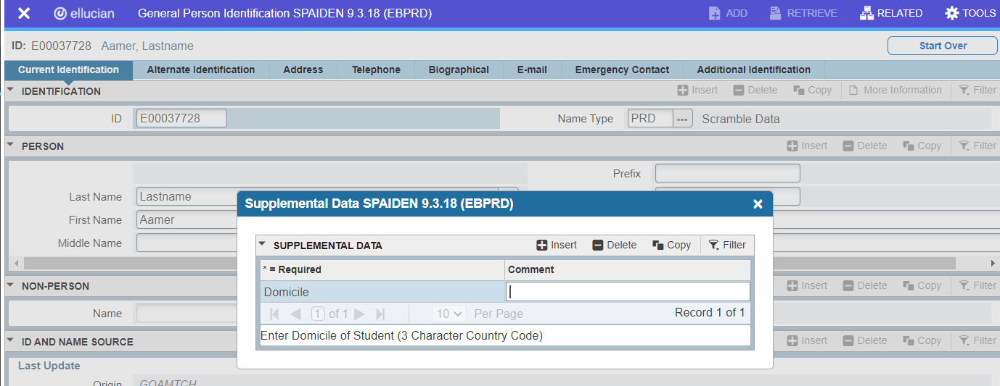 ellucian General Person Identification SPAIDEN 9.3.18 (EBPRD) ADD RETRIEVE RELATED TOOLS
ID: E00037728 Aamer, Lastname Start Over
Current Identification Alternate Identification Address Telephone Biographical E-mail Emergency Contact Additional Identification
IDENTIFICATION Insert Delete Copy More Information Filter
ID E00037728 Name Type PRD ... Scramble Data
PERSON Insert Delete Copy Filter
Prefix
Last Name Lastname
First Name Aamer
Middle Name
Supplemental Data SPAIDEN 9.3.18 (EBPRD)
SUPPLEMENTAL DATA Insert Delete Copy Filter
* = Required Comment
Domicile
1 of 1 10 Per Page Record 1 of 1
Enter Domicile of Student (3 Character Country Code)
NON-PERSON Insert Delete Copy Filter
Name
ID AND NAME SOURCE Insert Delete Copy Filter
Last Update
Origin GOAMTCH